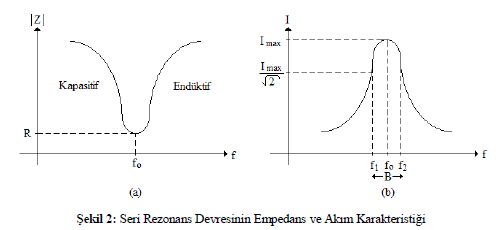 |Z|
Kapasitif
Endüktif
R
f
f₀
(a)
I
I max
I max
√2
f
f₁ f₀ f₂
B
(b)
Şekil 2: Seri Rezonans Devresinin Empedans ve Akım Karakteristiği